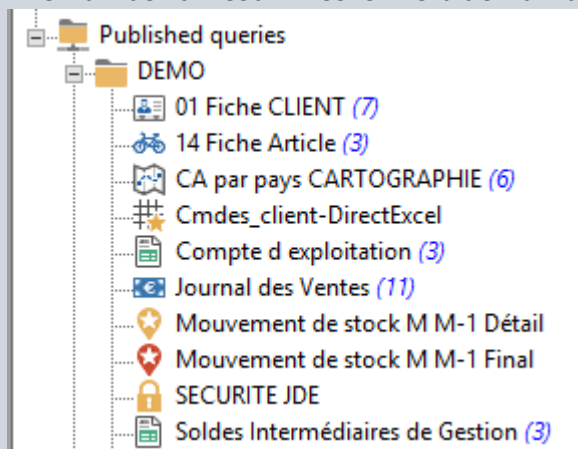 Published queries
DEMO
01 Fiche CLIENT (7)
14 Fiche Article (3)
CA par pays CARTOGRAPHIE (6)
Cmdes_client-DirectExcel
Compte d exploitation (3)
Journal des Ventes (11)
Mouvement de stock M M-1 Détail
Mouvement de stock M M-1 Final
SECURITE JDE
Soldes Intermédiaires de Gestion (3)